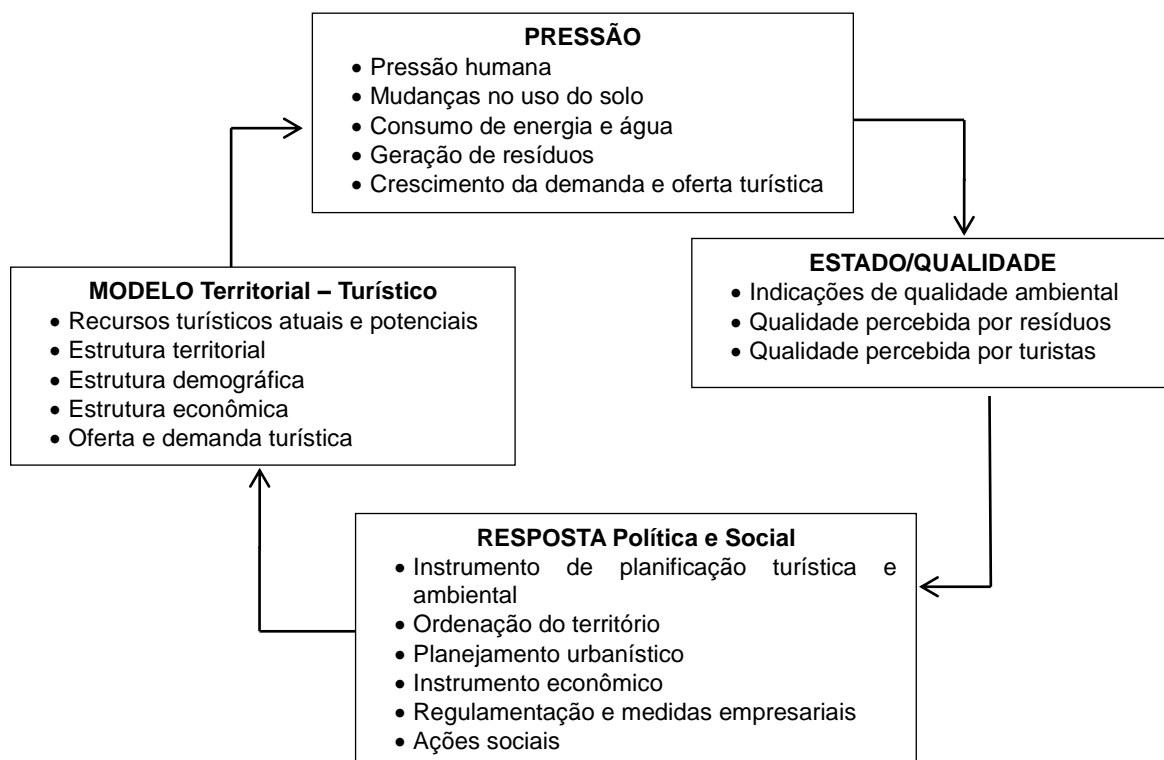 PRESSÃO
• Pressão humana
• Mudanças no uso do solo
• Consumo de energia e água
• Geração de resíduos
• Crescimento da demanda e oferta turística
ESTADO/QUALIDADE
• Indicações de qualidade ambiental
• Qualidade percebida por resíduos
• Qualidade percebida por turistas
MODELO Territorial – Turístico
• Recursos turísticos atuais e potenciais
• Estrutura territorial
• Estrutura demográfica
• Estrutura econômica
• Oferta e demanda turística
RESPOSTA Política e Social
• Instrumento de planificação turística e
ambiental
• Ordenação do território
• Planejamento urbanístico
• Instrumento econômico
• Regulamentação e medidas empresariais
• Ações sociais